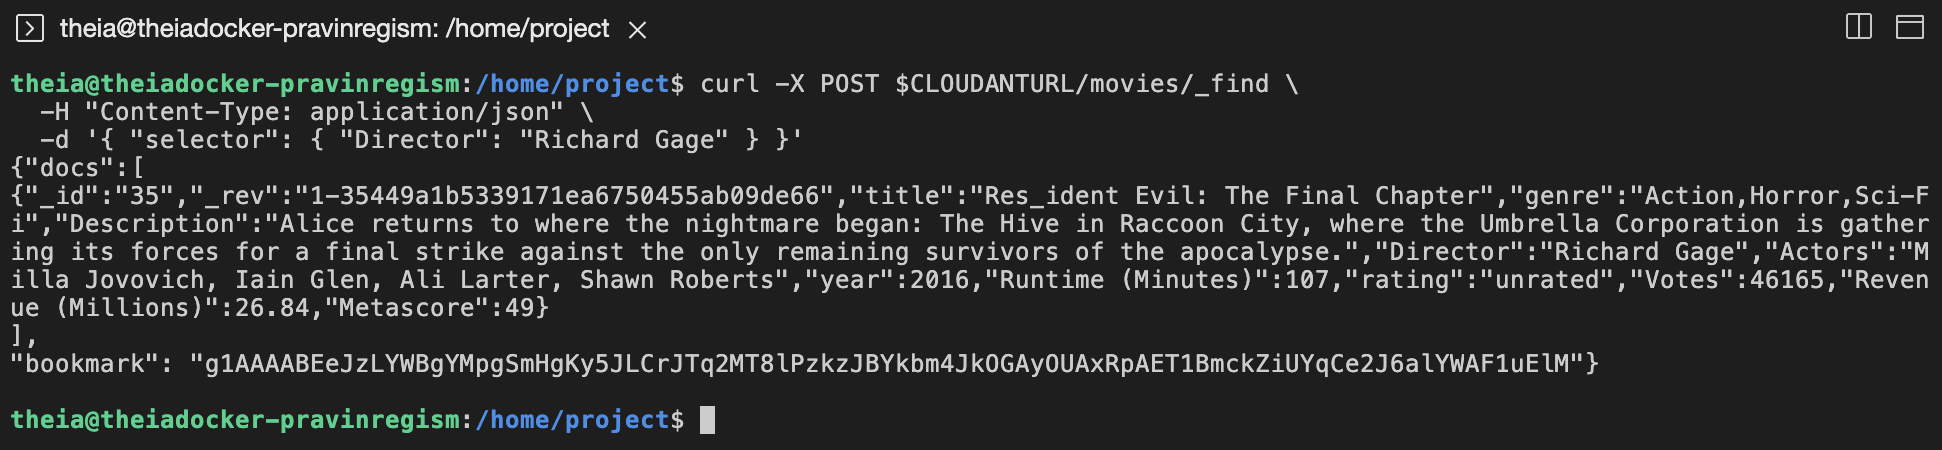 theia@theiadocker-pravinregism: /home/project
theia@theiadocker-pravinregism:/home/project$ curl -X POST $CLOUDANTURL/movies/_find \
-H "Content-Type: application/json" \
-d '{ "selector": { "Director": "Richard Gage" } }'
{"docs":[
{"_id":"35","_rev":"1-35449a1b5339171ea6750455ab09de66","title":"Res_ident Evil: The Final Chapter","genre":"Action,Horror,Sci-F
i","Description":"Alice returns to where the nightmare began: The Hive in Raccoon City, where the Umbrella Corporation is gather
ing its forces for a final strike against the only remaining survivors of the apocalypse.","Director":"Richard Gage","Actors":"M
illa Jovovich, Iain Glen, Ali Larter, Shawn Roberts","year":2016,"Runtime (Minutes)":107,"rating":"unrated","Votes":46165,"Reven
ue (Millions)":26.84,"Metascore":49}
],
"bookmark": "g1AAAABEeJzLYWBgYMpgSmHgKy5JLCrJTq2MT8lPzkzJBYkbm4JkOGAyOUAxRpAET1BmckZiUYqCe2J6alYWAF1uElM"}
theia@theiadocker-pravinregism:/home/project$